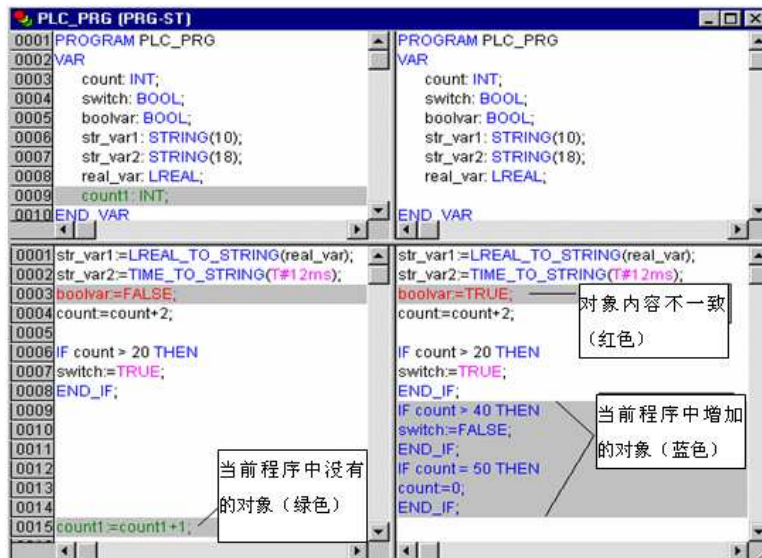 PLC_PRG (PRG-ST)
0001 PROGRAM PLC_PRG
0002 VAR
0003 count: INT;
0004 switch: BOOL;
0005 boolvar: BOOL;
0006 str_var1: STRING(10);
0007 str_var2: STRING(18);
0008 real_var: LREAL;
0009 count1: INT;
0010 END_VAR
PROGRAM PLC_PRG
VAR
count: INT;
switch: BOOL;
boolvar: BOOL;
str_var1: STRING(10);
str_var2: STRING(18);
real_var: LREAL;
END_VAR
0001 str_var1:=LREAL_TO_STRING(real_var);
0002 str_var2:=TIME_TO_STRING(T#12ms);
0003 boolvar:=FALSE;
0004 count:=count+2;
0005
0006 IF count > 20 THEN
0007 switch:=TRUE;
0008 END_IF;
0009
0010
0011
0012
0013
0014
0015 count1:=count1+1;
当前程序中没有
的对象（绿色）
str_var1:=LREAL_TO_STRING(real_var);
str_var2:=TIME_TO_STRING(T#12ms);
boolvar:=TRUE;
count:=count+2;
IF count > 20 THEN
switch:=TRUE;
END_IF;
IF count > 40 THEN
switch:=FALSE;
END_IF;
IF count = 50 THEN
count:=0;
END_IF;
对象内容不一致
（红色）
当前程序中增加
的对象（蓝色）